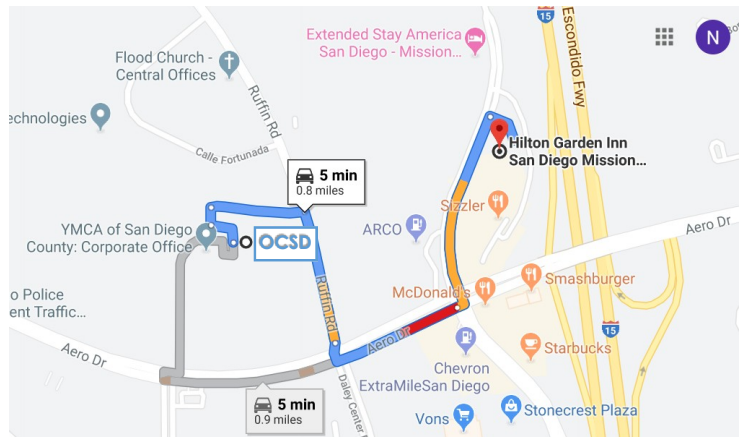 Extended Stay America
San Diego - Mission...
15
Escondido Fwy
N
Flood Church -
Central Offices
echnologies
Ruffin Rd
Calle Fortunada
Hilton Garden Inn
San Diego Mission...
5 min
0.8 miles
Sizzler
YMCA of San Diego
County: Corporate Office
OCSD
ARCO
Aero Dr
McDonald's
Smashburger
o Police
ent Traffic...
Ruffin Rd
Aero Dr
15
Starbucks
Aero Dr
Chevron
ExtraMileSan Diego
5 min
0.9 miles
Daley Center
Vons
Stonecrest Plaza